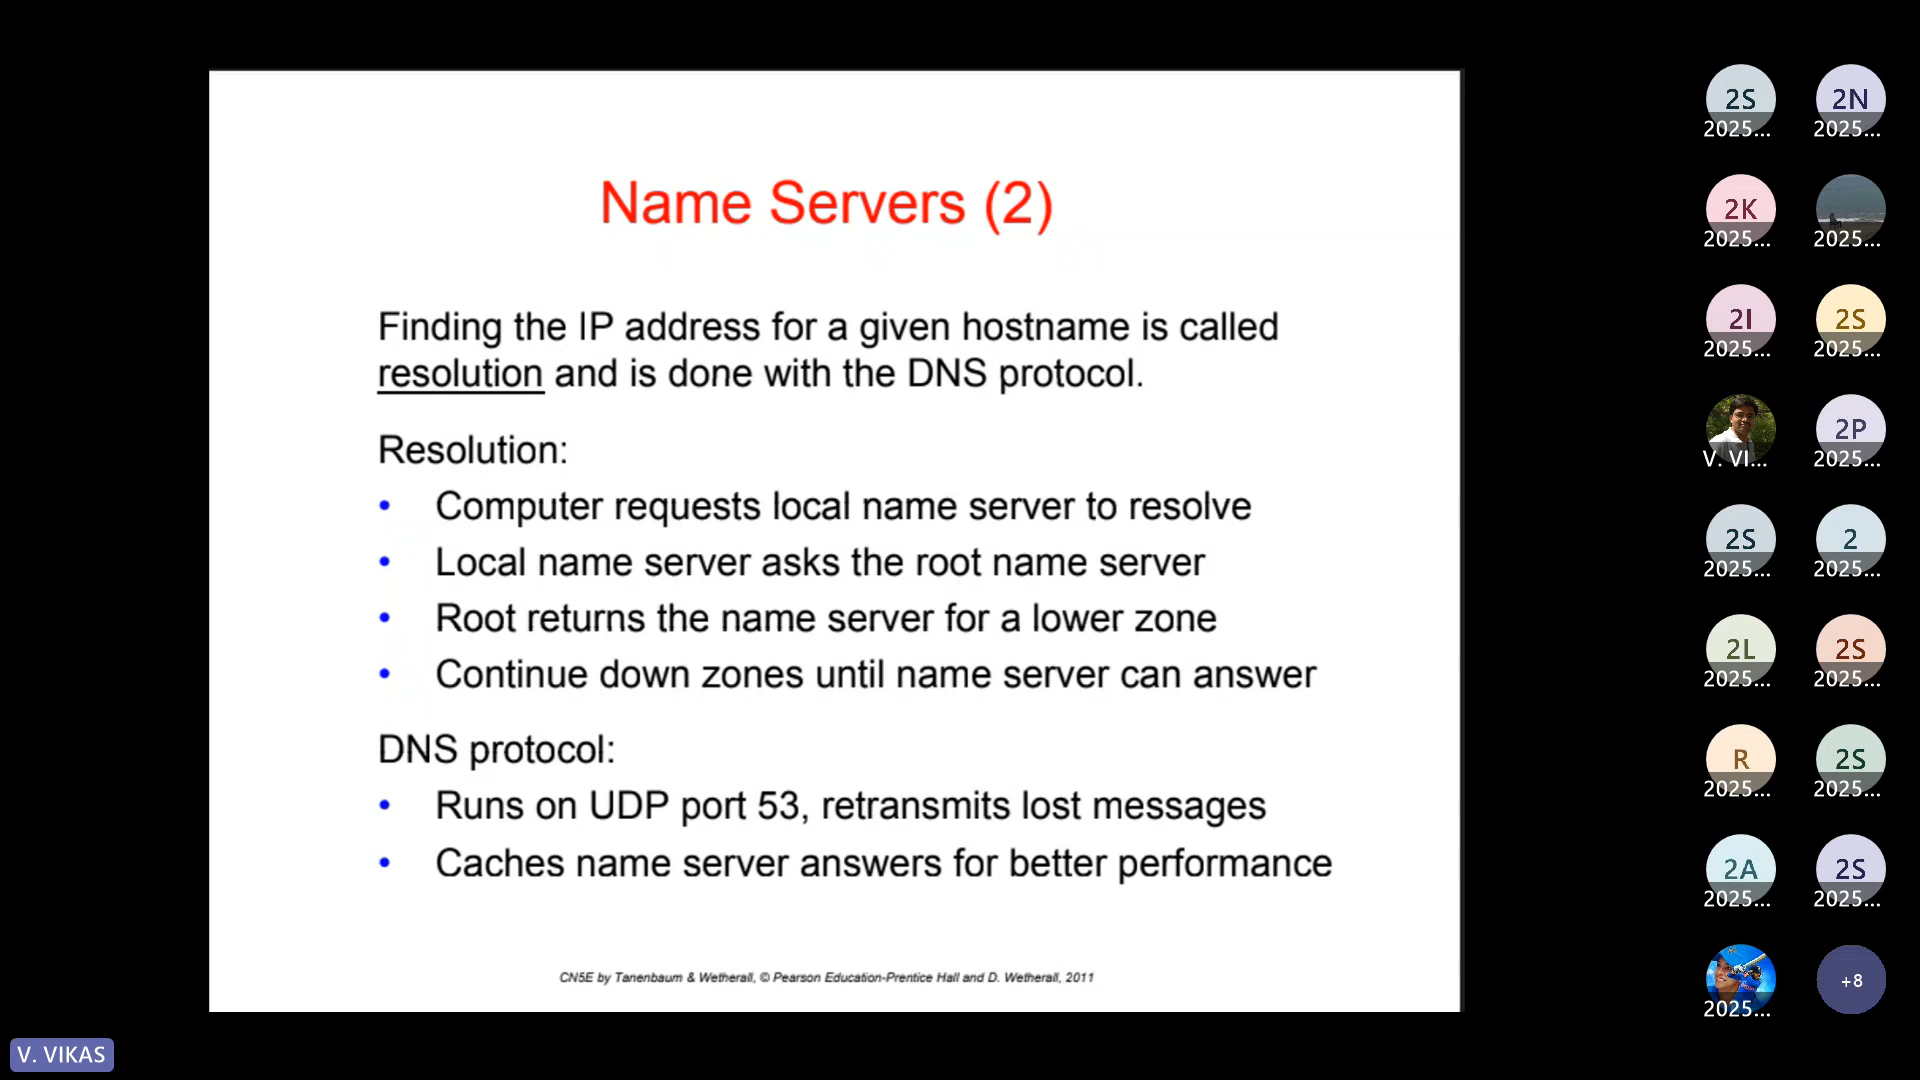 Name Servers (2)
Finding the IP address for a given hostname is called
resolution and is done with the DNS protocol.
Resolution:
• Computer requests local name server to resolve
• Local name server asks the root name server
• Root returns the name server for a lower zone
• Continue down zones until name server can answer
DNS protocol:
• Runs on UDP port 53, retransmits lost messages
• Caches name server answers for better performance
CN5E by Tanenbaum & Wetherall, © Pearson Education-Prentice Hall and D. Wetherall, 2011
V. VIKAS
2S 2N
2025... 2025...
2K
2025... 2025...
2I 2S
2025... 2025...
2P
V. VI... 2025...
2S 2
2025... 2025...
2L 2S
2025... 2025...
R 2S
2025... 2025...
2A 2S
2025... 2025...
+8
2025...